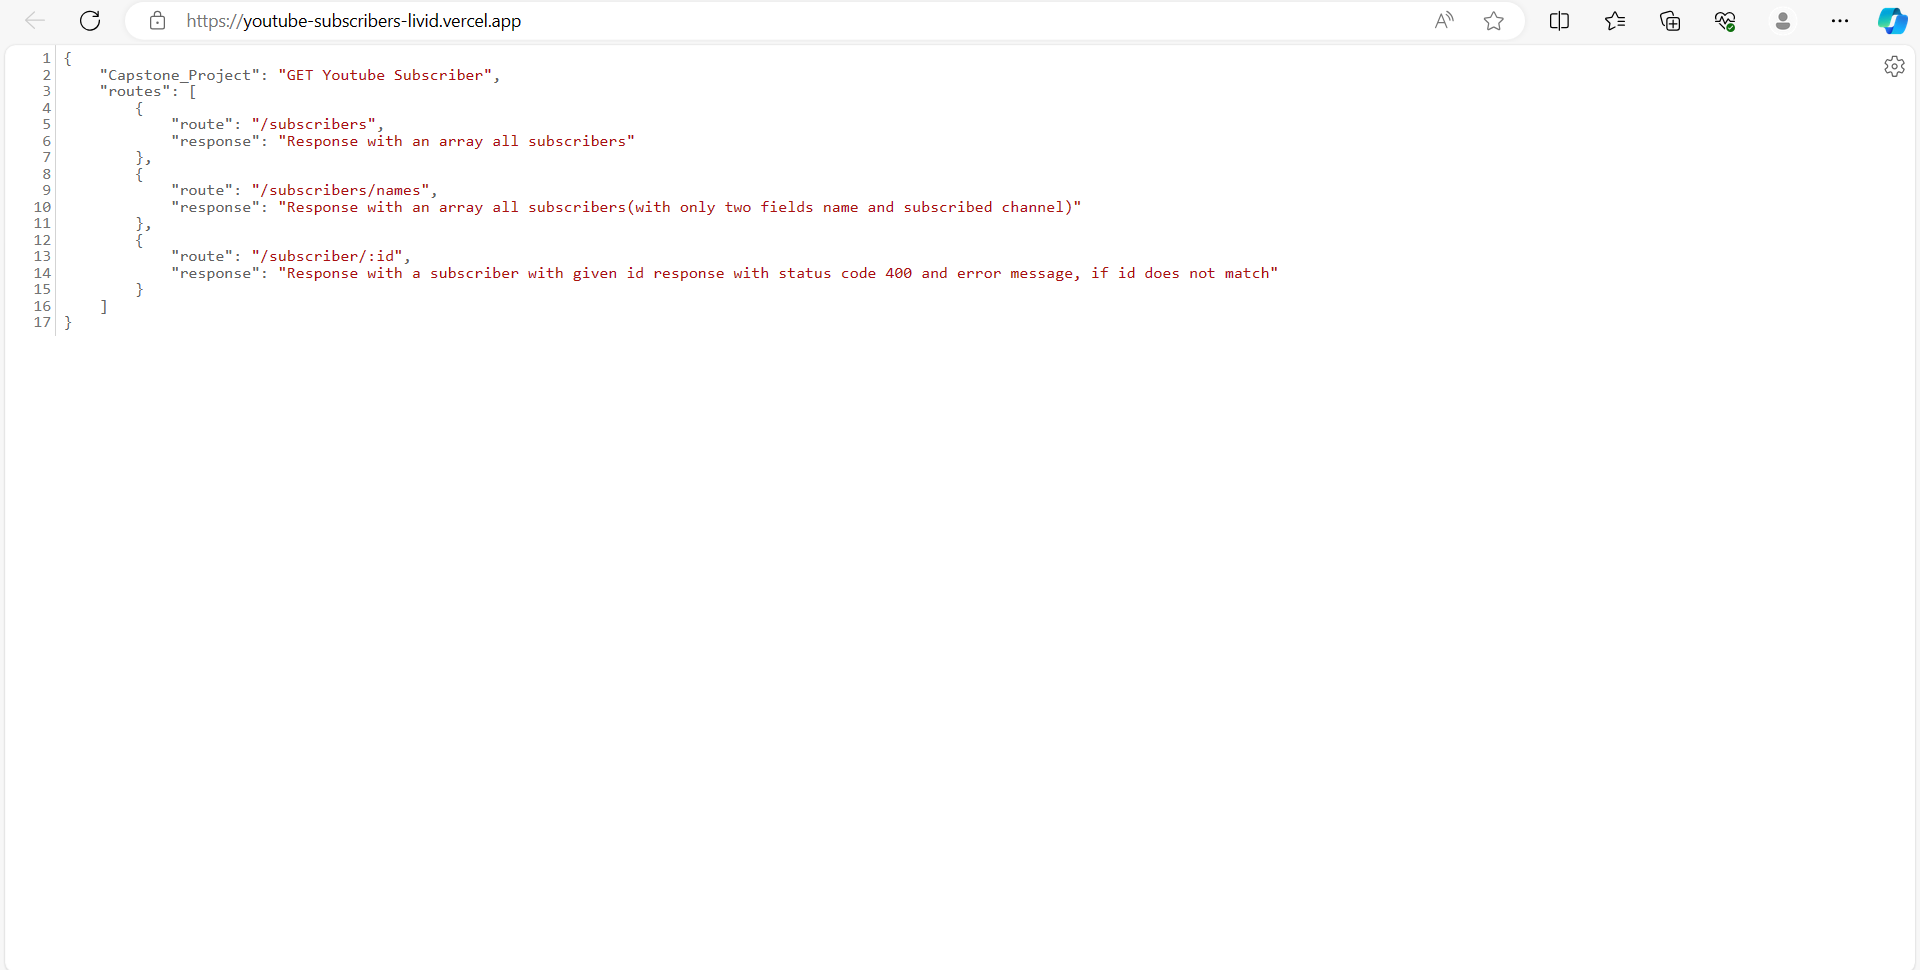 https://youtube-subscribers-livid.vercel.app
1 {
2 "Capstone_Project": "GET Youtube Subscriber",
3 "routes": [
4 {
5 "route": "/subscribers",
6 "response": "Response with an array all subscribers"
7 },
8 {
9 "route": "/subscribers/names",
10 "response": "Response with an array all subscribers(with only two fields name and subscribed channel)"
11 },
12 {
13 "route": "/subscriber/:id",
14 "response": "Response with a subscriber with given id response with status code 400 and error message, if id does not match"
15 }
16 ]
17 }